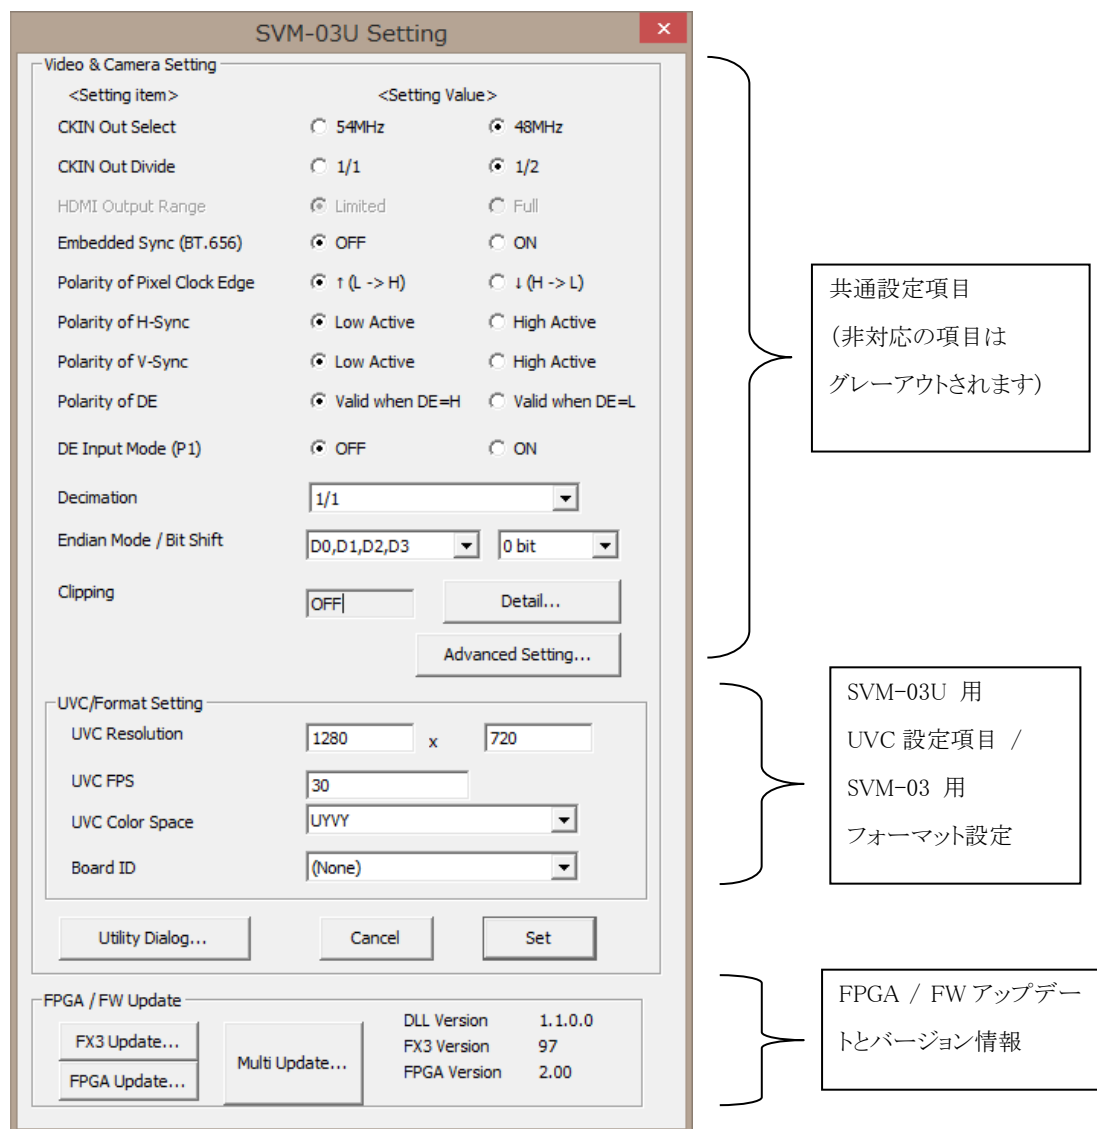 SVM-03U Setting
Video & Camera Setting
<Setting item> <Setting Value>
CKIN Out Select 54MHz 48MHz
CKIN Out Divide 1/1 1/2
HDMI Output Range Limited Full
Embedded Sync (BT.656) OFF ON
Polarity of Pixel Clock Edge ↑ (L -> H) ↓ (H -> L)
Polarity of H-Sync Low Active High Active
Polarity of V-Sync Low Active High Active
Polarity of DE Valid when DE=H Valid when DE=L
DE Input Mode (P1) OFF ON
Decimation 1/1
Endian Mode / Bit Shift D0,D1,D2,D3 0 bit
Clipping OFF Detail...
Advanced Setting...
UVC/Format Setting
UVC Resolution 1280 x 720
UVC FPS 30
UVC Color Space UYVY
Board ID (None)
Utility Dialog... Cancel Set
FPGA / FW Update
FX3 Update...
FPGA Update...
Multi Update...
DLL Version 1.1.0.0
FX3 Version 97
FPGA Version 2.00
共通設定項目
(非対応の項目は
グレーアウトされます)
SVM-03U 用
UVC 設定項目 /
SVM-03 用
フォーマット設定
FPGA / FW アップデー
トとバージョン情報